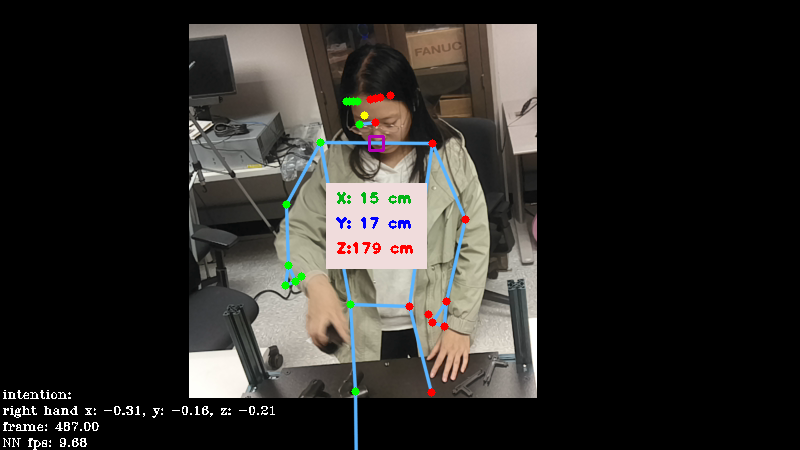 FANUC
X: 15 cm
Y: 17 cm
Z:179 cm
intention:
right hand x: -0.31, y: -0.16, z: -0.21
frame: 487.00
NN fps: 9.68